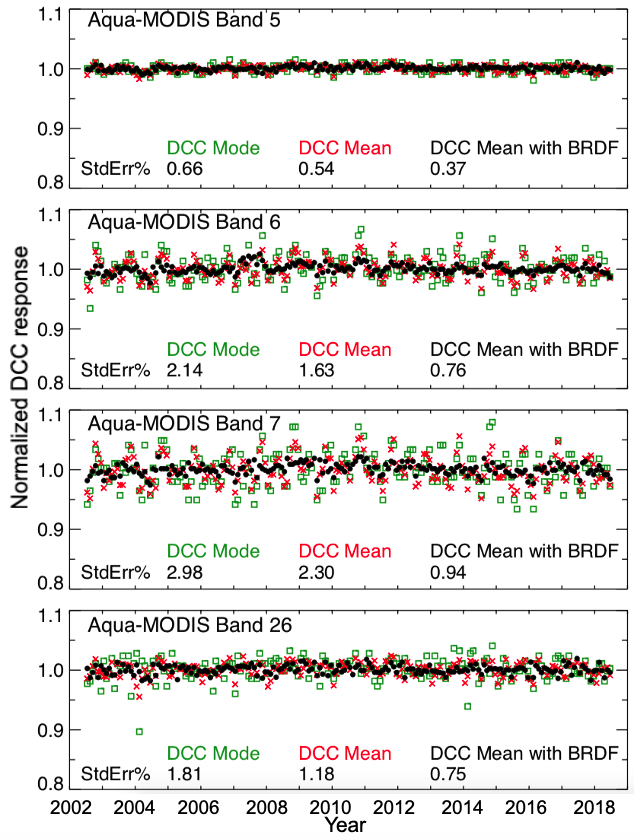 Normalized DCC response
1.1
Aqua-MODIS Band 5
1.0
0.9
DCC Mode DCC Mean DCC Mean with BRDF
StdErr% 0.66 0.54 0.37
0.8
1.1
Aqua-MODIS Band 6
1.0
0.9
DCC Mode DCC Mean DCC Mean with BRDF
StdErr% 2.14 1.63 0.76
0.8
1.1
Aqua-MODIS Band 7
1.0
0.9
DCC Mode DCC Mean DCC Mean with BRDF
StdErr% 2.98 2.30 0.94
0.8
1.1
Aqua-MODIS Band 26
1.0
0.9
DCC Mode DCC Mean DCC Mean with BRDF
StdErr% 1.81 1.18 0.75
0.8
2002 2004 2006 2008 2010 2012 2014 2016 2018
Year